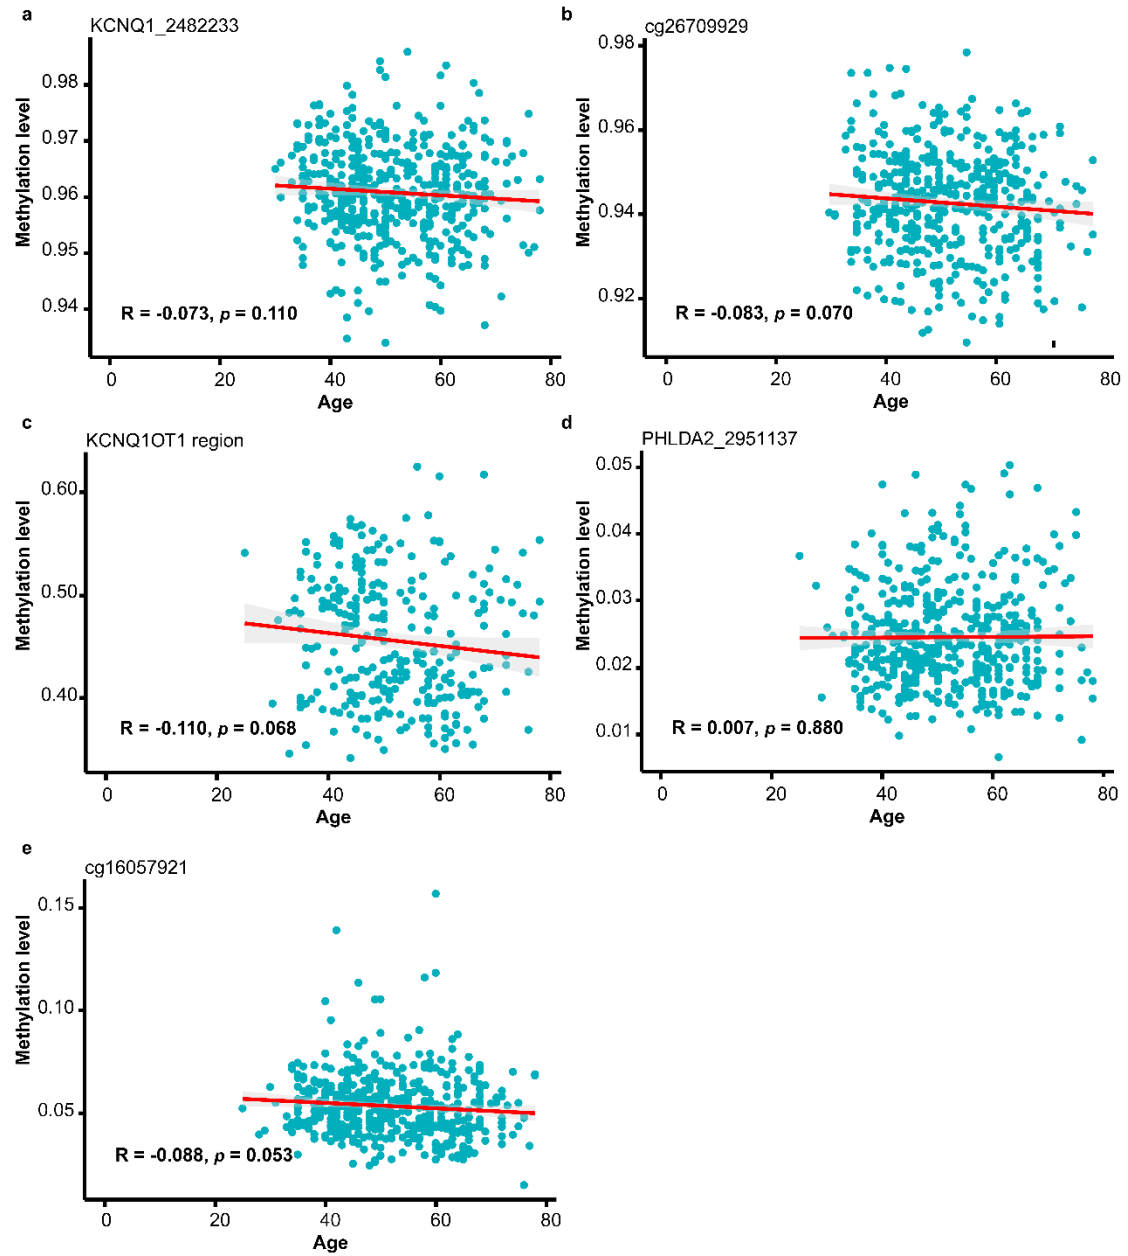 a
KCNQ1_2482233
Methylation level
0.98
0.97
0.96
0.95
0.94
R = -0.073, p = 0.110
0 20 40 60 80
Age
b
cg26709929
Methylation level
0.98
0.96
0.94
0.92
R = -0.083, p = 0.070
0 20 40 60 80
Age
c
KCNQ1OT1 region
Methylation level
0.60
0.50
0.40
R = -0.110, p = 0.068
0 20 40 60 80
Age
d
PHLDA2_2951137
Methylation level
0.05
0.04
0.03
0.02
0.01
R = 0.007, p = 0.880
0 20 40 60 80
Age
e
cg16057921
Methylation level
0.15
0.10
0.05
R = -0.088, p = 0.053
0 20 40 60 80
Age